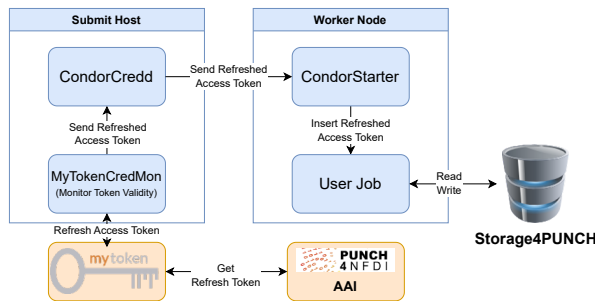 Submit Host
Worker Node
CondorCredd
Send Refreshed
Access Token
CondorStarter
Send Refreshed
Access Token
Insert Refreshed
Access Token
MyTokenCredMon
(Monitor Token Validity)
User Job
Read
Write
Storage4PUNCH
Refresh Access Token
mytoken
Get
Refresh Token
PUNCH
4NFDI
AAI